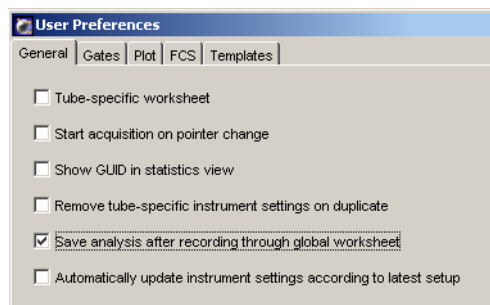 User Preferences
General Gates Plot FCS Templates
Tube-specific worksheet
Start acquisition on pointer change
Show GUID in statistics view
Remove tube-specific instrument settings on duplicate
Save analysis after recording through global worksheet
Automatically update instrument settings according to latest setup